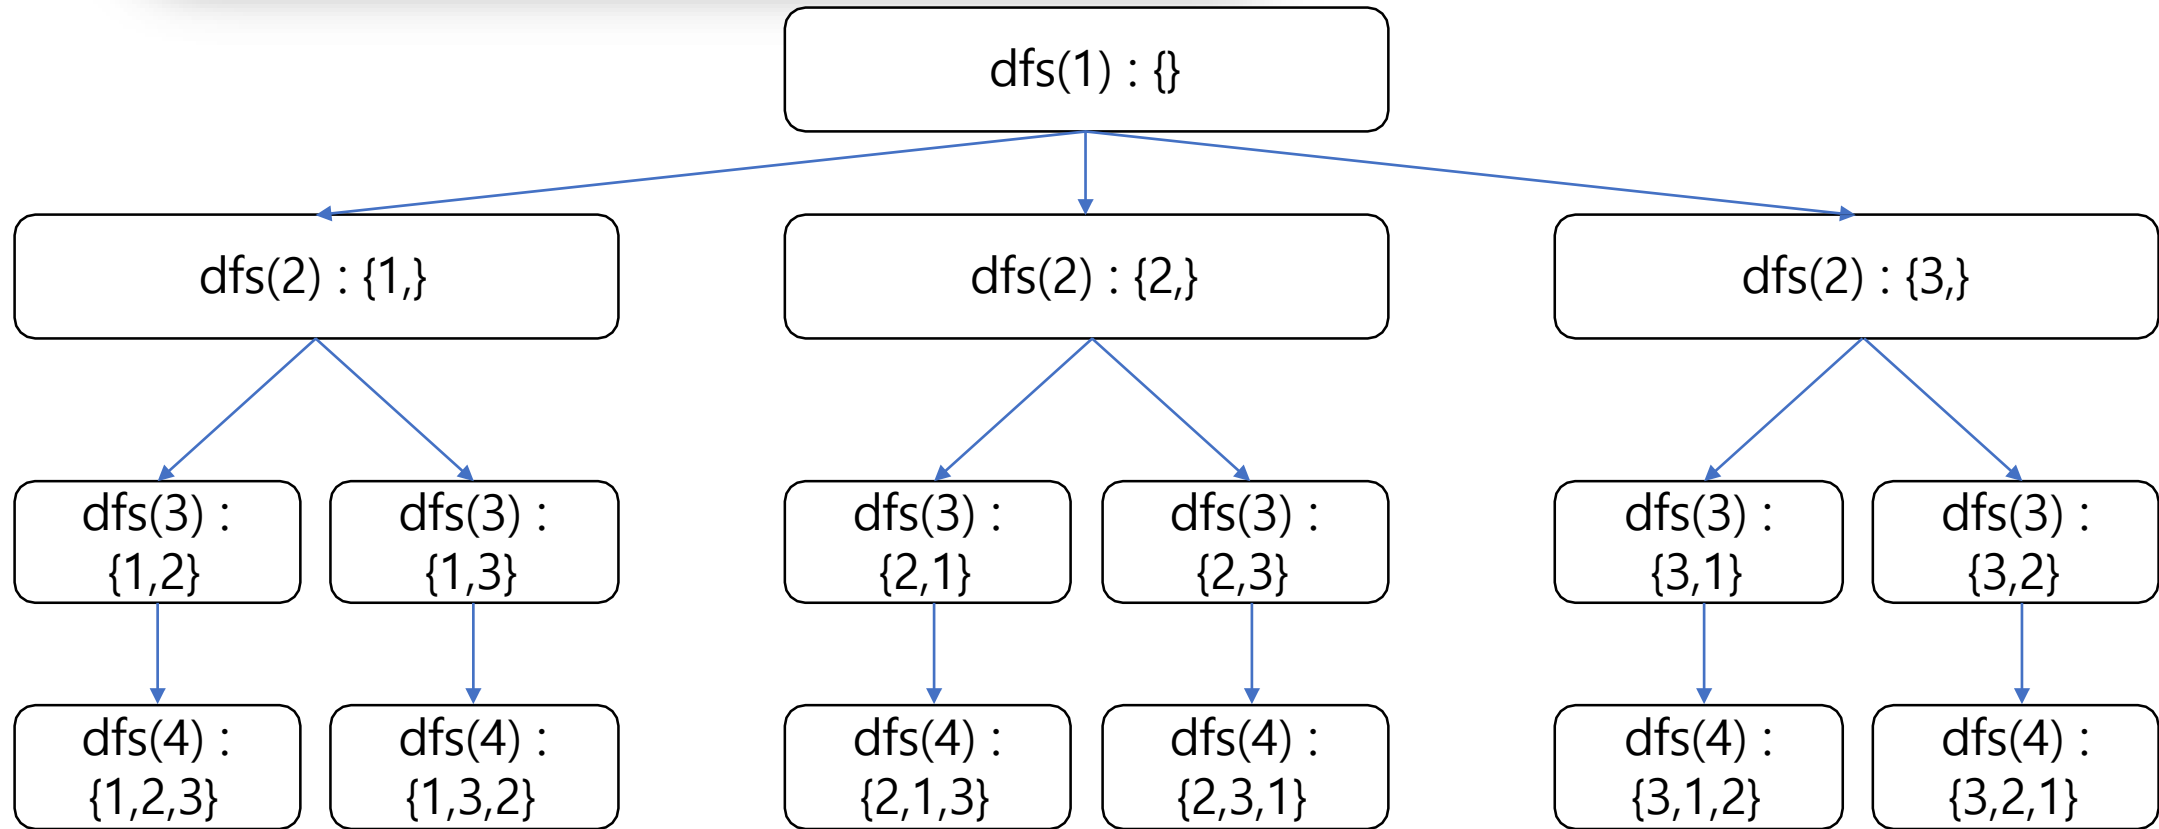 dfs(1) : {}
dfs(2) : {1,}
dfs(2) : {2,}
dfs(2) : {3,}
dfs(3) :
{1,2}
dfs(3) :
{1,3}
dfs(3) :
{2,1}
dfs(3) :
{2,3}
dfs(3) :
{3,1}
dfs(3) :
{3,2}
dfs(4) :
{1,2,3}
dfs(4) :
{1,3,2}
dfs(4) :
{2,1,3}
dfs(4) :
{2,3,1}
dfs(4) :
{3,1,2}
dfs(4) :
{3,2,1}